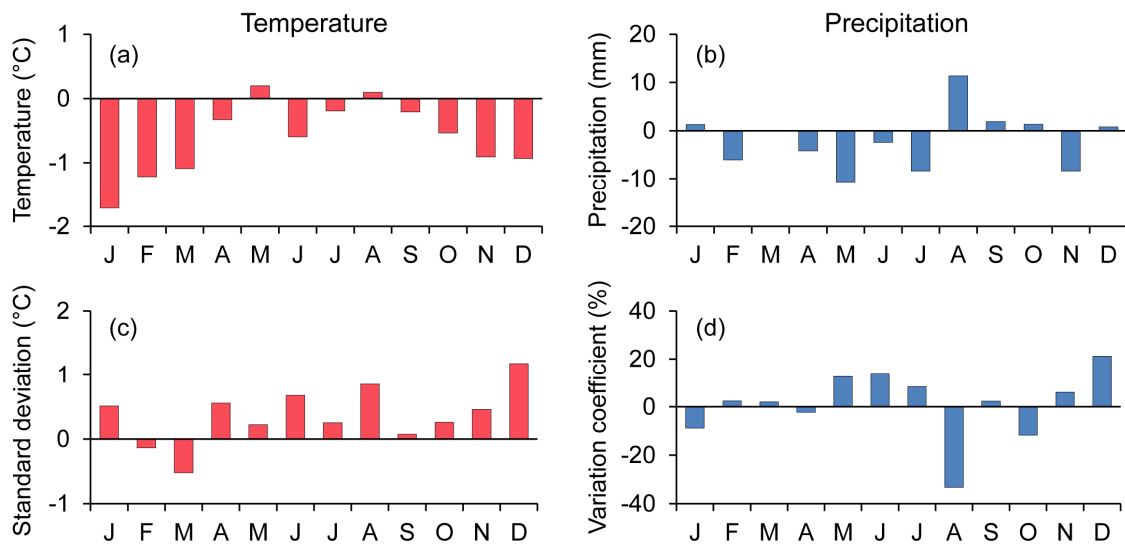 Temperature
Precipitation
Temperature (°C)
1
0
-1
-2
(a)
J F M A M J J A S O N D
Precipitation (mm)
20
10
0
-10
-20
(b)
J F M A M J J A S O N D
Standard deviation (°C)
2
1
0
-1
(c)
J F M A M J J A S O N D
Variation coefficient (%)
40
20
0
-20
-40
(d)
J F M A M J J A S O N D